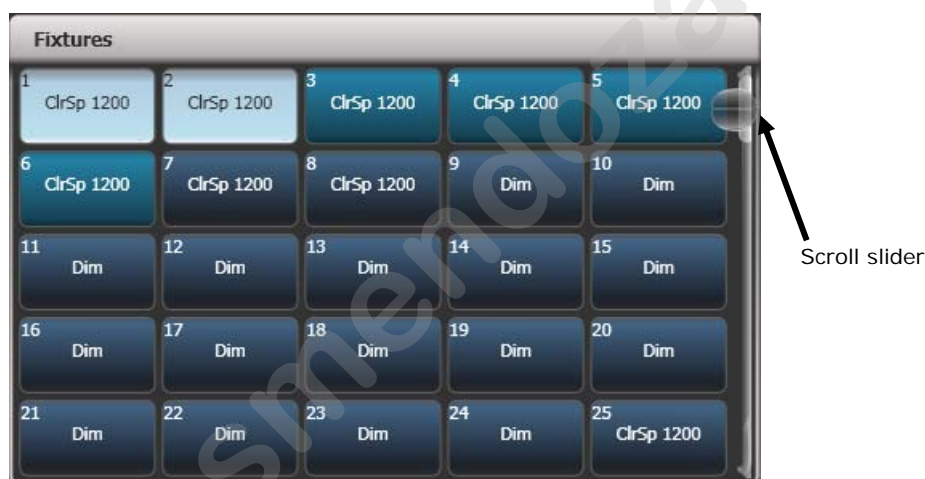 Fixtures
1 2 3 4 5
ClrSp 1200 ClrSp 1200 ClrSp 1200 ClrSp 1200 ClrSp 1200
6 7 8 9 10
ClrSp 1200 ClrSp 1200 ClrSp 1200 Dim Dim
11 12 13 14 15
Dim Dim Dim Dim Dim
Scroll slider
16 17 18 19 20
Dim Dim Dim Dim Dim
21 22 23 24 25
Dim Dim Dim Dim ClrSp 1200
smendoza